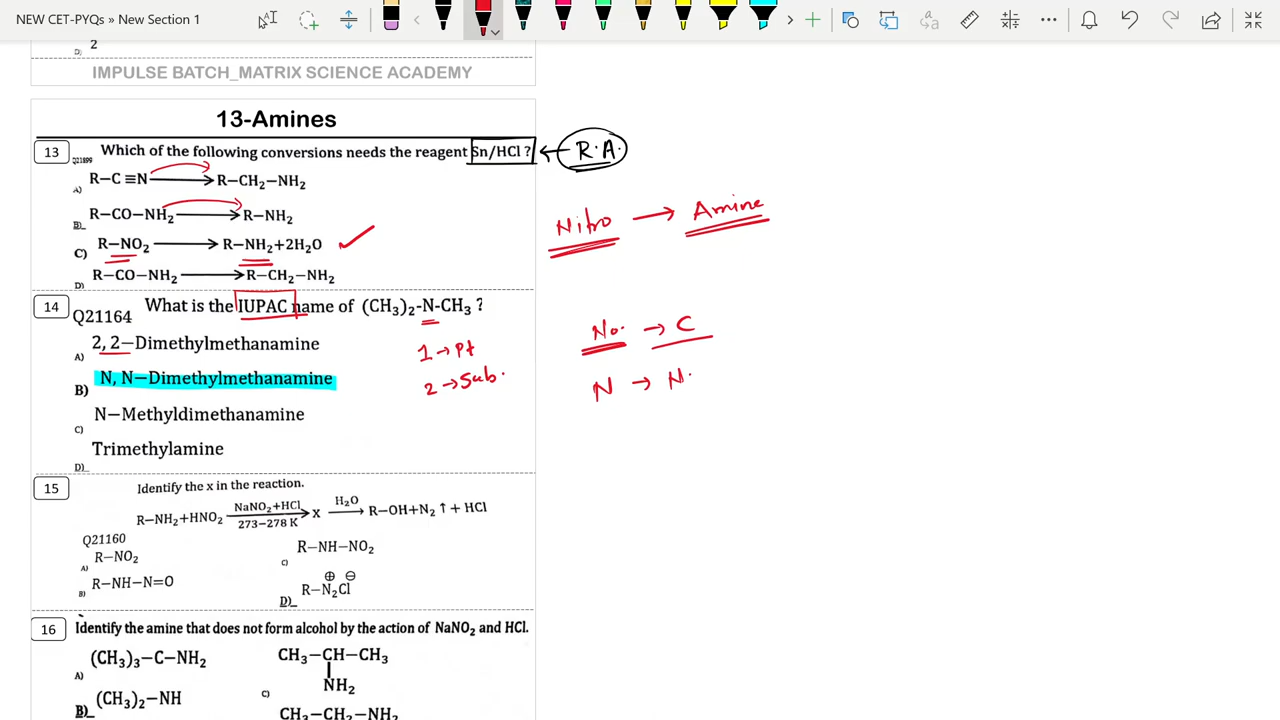 NEW CET-PYQs » New Section 1
D) 2
IMPULSE BATCH_MATRIX SCIENCE ACADEMY
13-Amines
13 Which of the following conversions needs the reagent Sn/HCl ? ← R.A.
Q21899
A) R−C≡N → R−CH₂−NH₂
B) R−CO−NH₂ → R−NH₂
Nitro → Amine
C) R−NO₂ → R−NH₂+2H₂O
D) R−CO−NH₂ → R−CH₂−NH₂
14 What is the IUPAC name of (CH₃)₂-N-CH₃ ?
Q21164
No. → C
A) 2, 2−Dimethylmethanamine
1 → Pt
B) N, N−Dimethylmethanamine
2 → Sub.
N → N.
C) N−Methyldimethanamine
D) Trimethylamine
15 Identify the x in the reaction.
R−NH₂+HNO₂ NaNO₂+HCl 273−278 K → x H₂O → R−OH+N₂ ↑ + HCl
Q21160
A) R−NO₂
C) R−NH−NO₂
B) R−NH−N=O
D) R−N₂Cl ⊕ ⊖
16 Identify the amine that does not form alcohol by the action of NaNO₂ and HCl.
A) (CH₃)₃−C−NH₂
C) CH₃−CH−CH₃
NH₂
B) (CH₃)₂−NH
CH₃−CH₂−NH₂